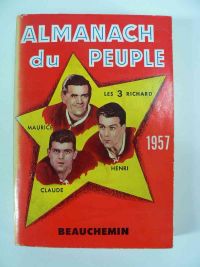 ALMANACH
du PEUPLE
LES 3 RICHARD
MAURICE
HENRI
1957
CLAUDE
BEAUCHEMIN